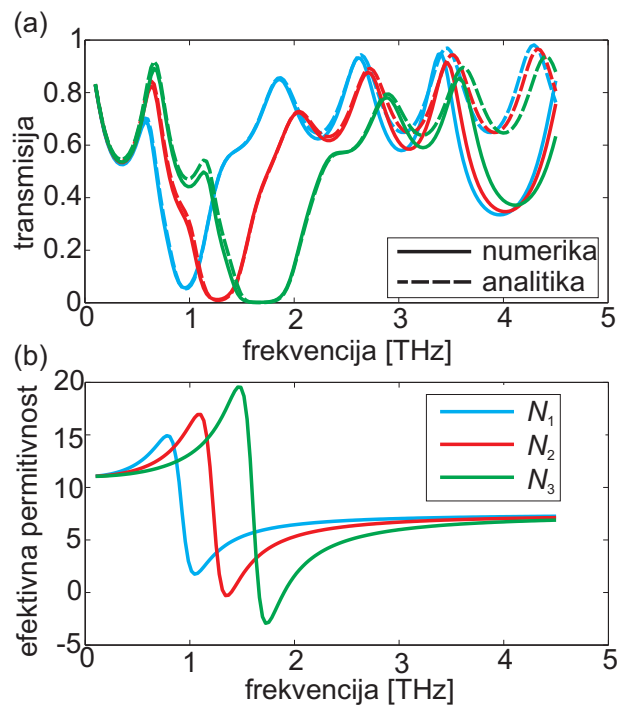 (a)
transmisija
1
0.8
0.6
0.4
0.2
0
numerika
analitika
0 1 2 3 4 5
frekvencija [THz]
(b)
efektivna permitivnost
20
15
10
5
0
-5
N1
N2
N3
0 1 2 3 4 5
frekvencija [THz]